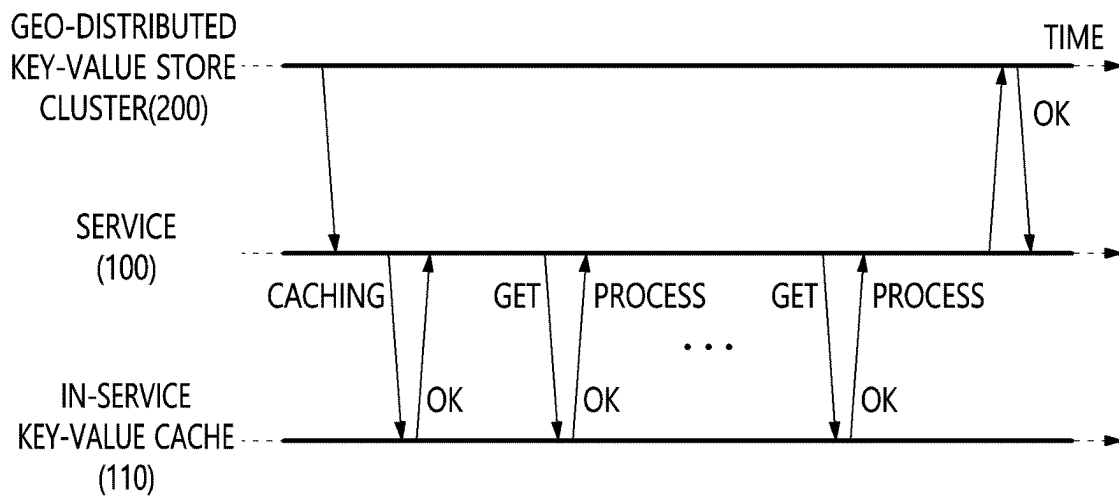 GEO-DISTRIBUTED
KEY-VALUE STORE
CLUSTER(200)
TIME
OK
SERVICE
(100)
CACHING
GET
PROCESS
GET
PROCESS
...
IN-SERVICE
KEY-VALUE CACHE
(110)
OK
OK
OK